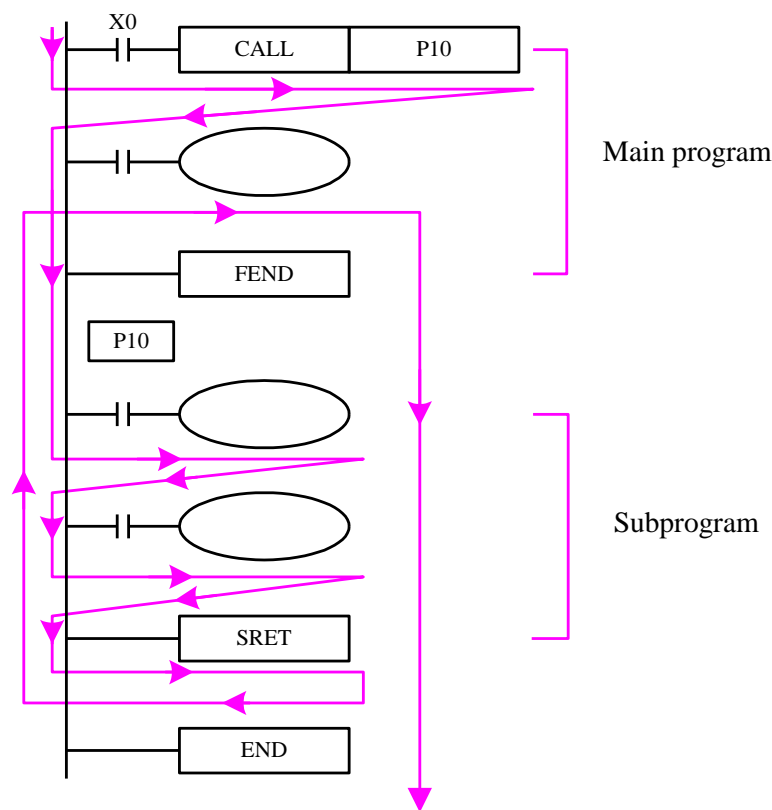 X0
CALL P10
Main program
FEND
P10
Subprogram
SRET
END